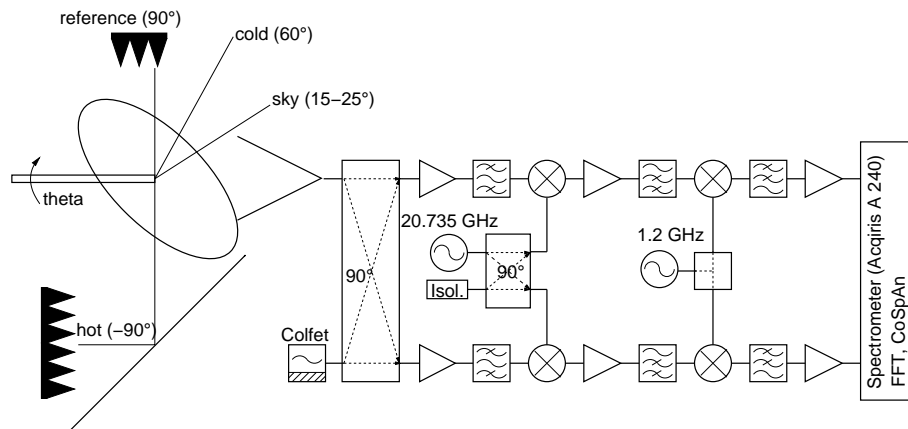 reference (90°)
cold (60°)
sky (15−25°)
theta
hot (−90°)
Colfet
90°
20.735 GHz
90°
Isol.
1.2 GHz
Spectrometer (Acqiris A 240)
FFT, CoSpAn